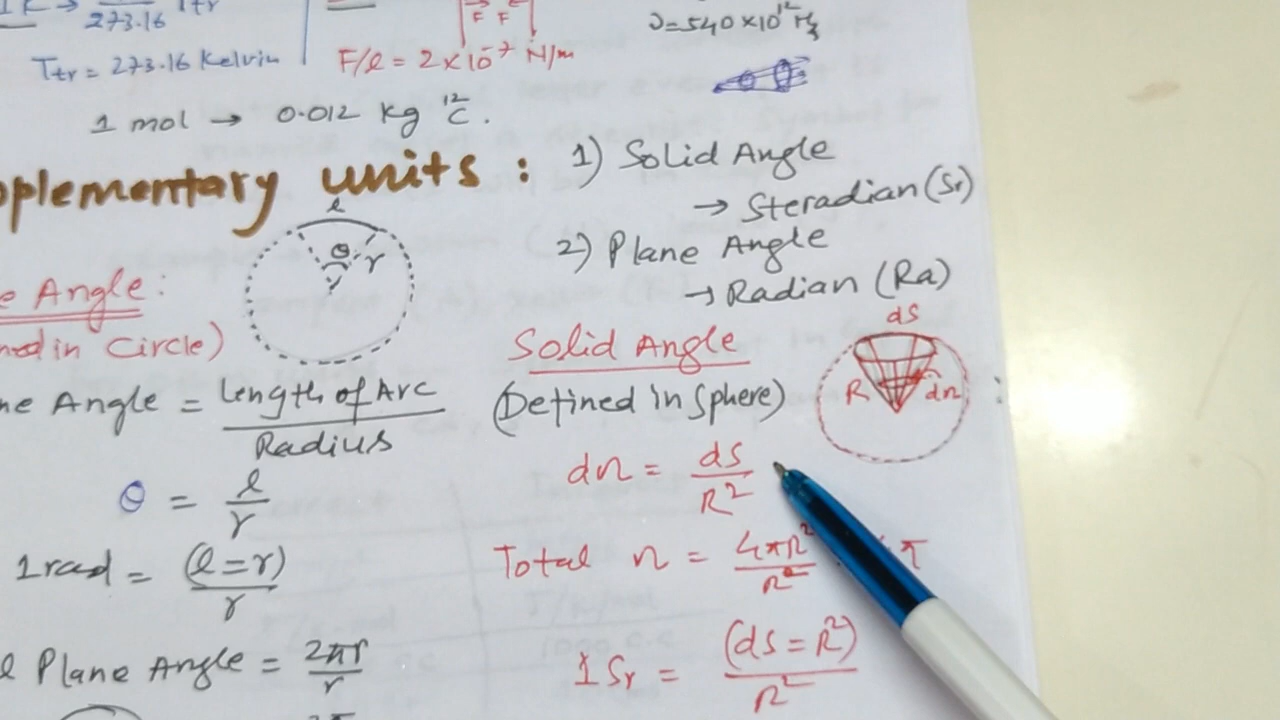 273.16
F F
ν=540×10¹² Hz
Ttr = 273.16 Kelvin
F/l = 2×10⁻⁷ N/m
1 mol → 0.012 Kg ¹²C.
pplementary units :
1) Solid Angle
→ Steradian (Sr)
2) Plane Angle
→ Radian (Ra)
l
θ
r
e Angle:
ned in Circle)
Solid Angle
(Defined in Sphere)
dS
R
dΩ
:
ne Angle = Length of Arc / Radius
dΩ = dS / R²
θ = l / r
Total Ω = 4πR² / R² π
1rad = (l=r) / r
1 Sr = (dS = R²) / R²
l Plane Angle = 2πr / r